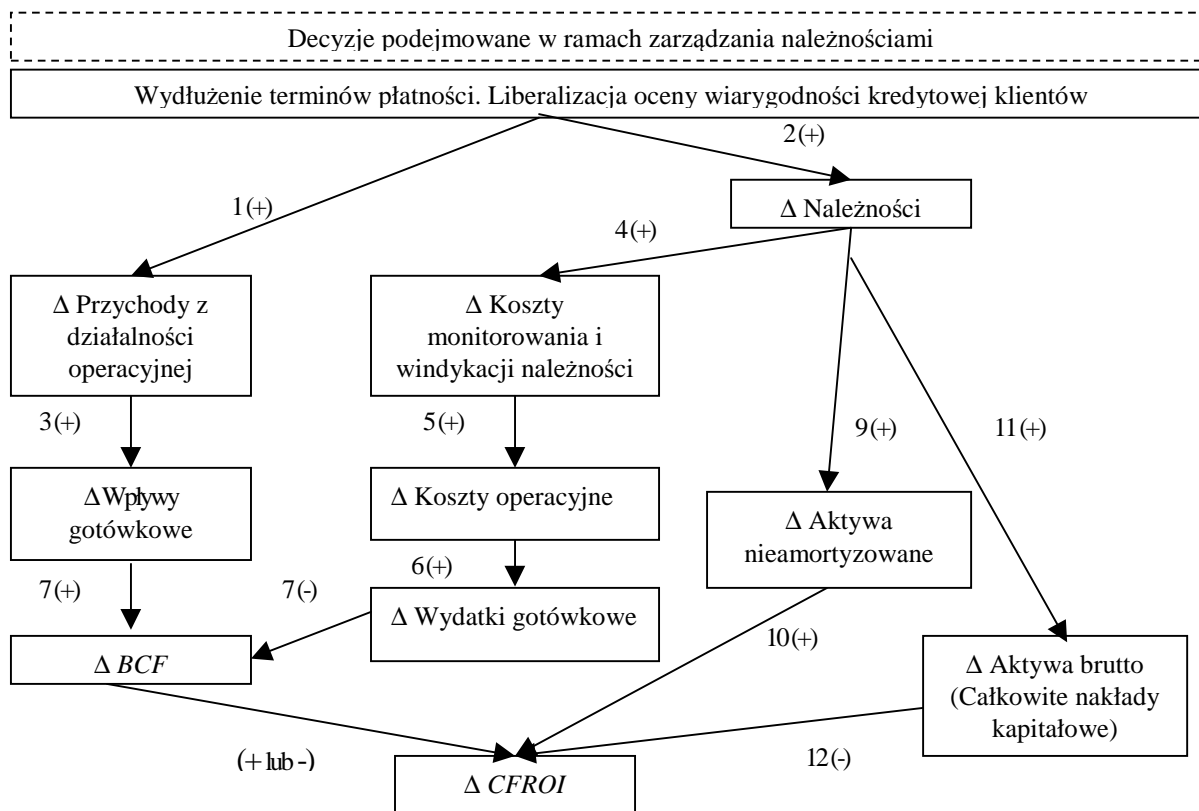 Decyzje podejmowane w ramach zarządzania należnościami
Wydłużenie terminów płatności. Liberalizacja oceny wiarygodności kredytowej klientów
2(+)
1(+)
Δ Należności
4(+)
Δ Przychody z
działalności
operacyjnej
Δ Koszty
monitorowania i
windykacji należności
3(+)
5(+)
9(+)
11(+)
ΔWpływy
gotówkowe
Δ Koszty operacyjne
Δ Aktywa
nieamortyzowane
7(+)
7(-)
6(+)
Δ Wydatki gotówkowe
10(+)
Δ BCF
Δ Aktywa brutto
(Całkowite nakłady
kapitałowe)
(+ lub -)
12(-)
Δ CFROI